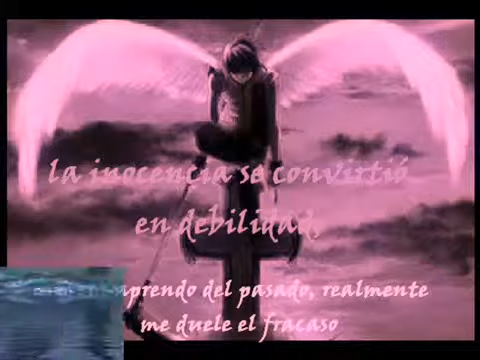 la inocencia se convirtió
en debilidad,
aprendo del pasado, realmente
me duele el fracaso